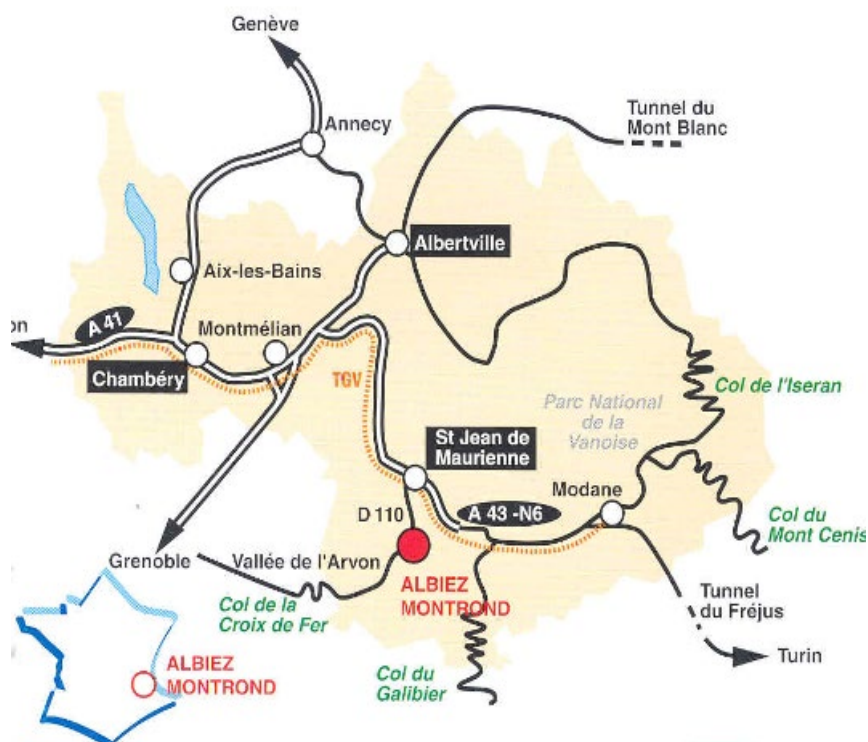 Genève
Annecy
Tunnel du
Mont Blanc
Albertville
Aix-les-Bains
on
A 41
Montmélian
Chambéry
TGV
Col de l'Iseran
Parc National
de la
Vanoise
St Jean de
Maurienne
Modane
D 110
A 43 -N6
Col du
Mont Cenis
Grenoble
Vallée de l'Arvon
ALBIEZ
MONTROND
Col de la
Croix de Fer
Tunnel
du Fréjus
Turin
Col du
Galibier
ALBIEZ
MONTROND